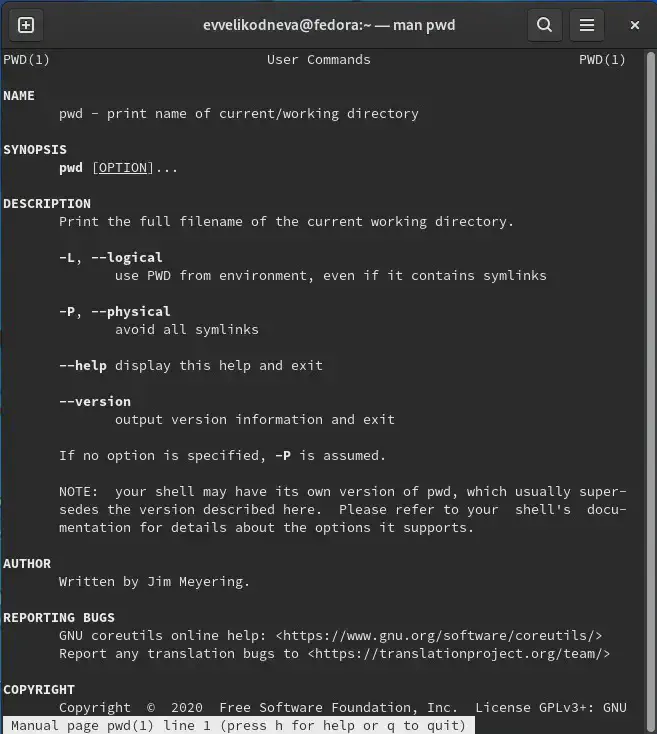 evvelikodneva@fedora:~ — man pwd
PWD(1) User Commands PWD(1)
NAME
pwd - print name of current/working directory
SYNOPSIS
pwd [OPTION]...
DESCRIPTION
Print the full filename of the current working directory.
-L, --logical
use PWD from environment, even if it contains symlinks
-P, --physical
avoid all symlinks
--help display this help and exit
--version
output version information and exit
If no option is specified, -P is assumed.
NOTE:  your shell may have its own version of pwd, which usually super-
sedes the version described here.  Please refer to your  shell's  docu-
mentation for details about the options it supports.
AUTHOR
Written by Jim Meyering.
REPORTING BUGS
GNU coreutils online help: <https://www.gnu.org/software/coreutils/>
Report any translation bugs to <https://translationproject.org/team/>
COPYRIGHT
Copyright  ©  2020  Free Software Foundation, Inc.  License GPLv3+: GNU
Manual page pwd(1) line 1 (press h for help or q to quit)